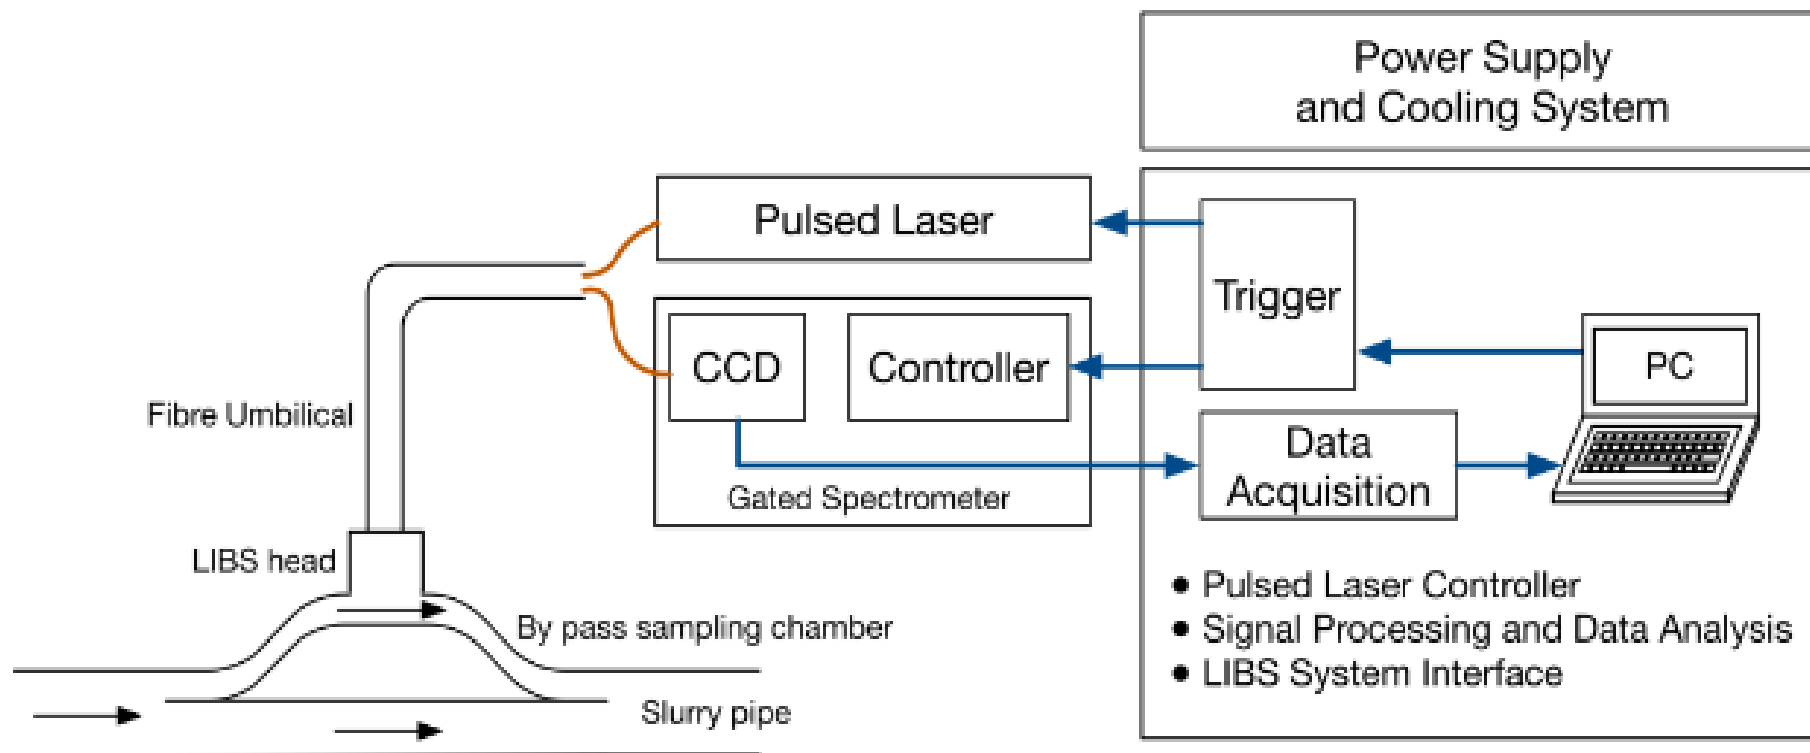 Power Supply
and Cooling System
Pulsed Laser
Trigger
CCD
Controller
PC
Fibre Umbilical
Data
Acquisition
Gated Spectrometer
LIBS head
By pass sampling chamber
Slurry pipe
● Pulsed Laser Controller
● Signal Processing and Data Analysis
● LIBS System Interface